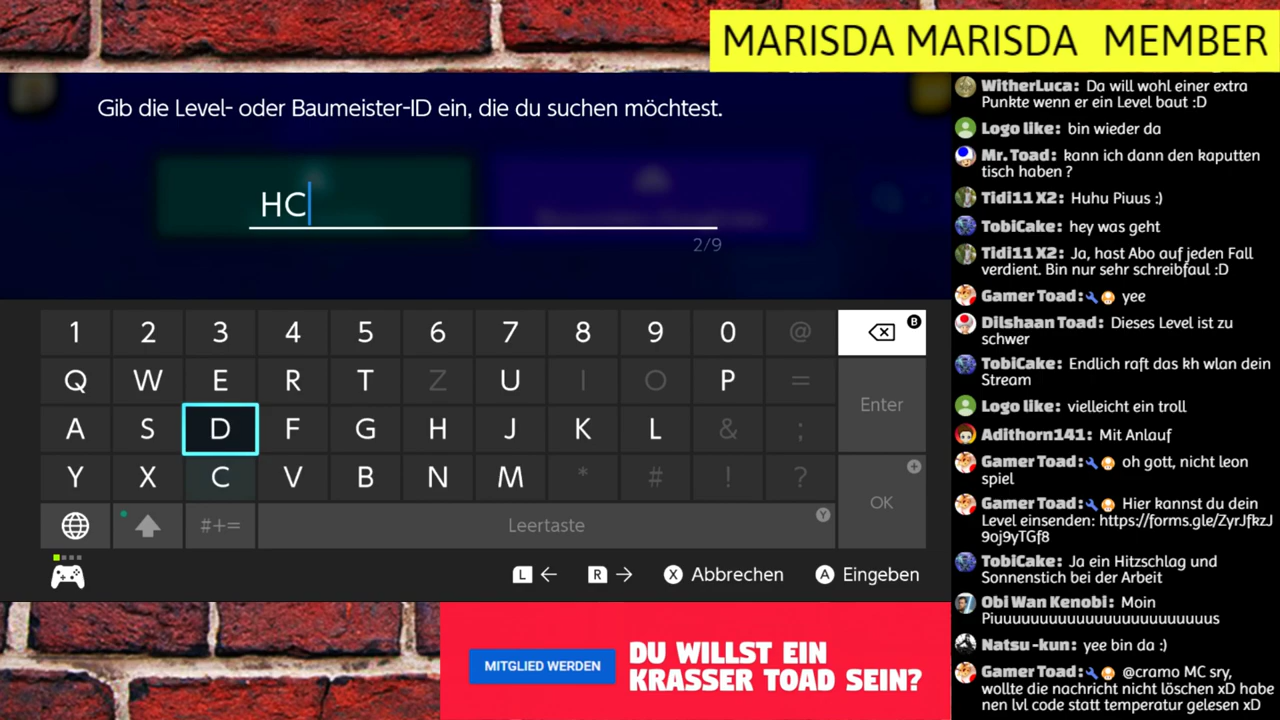 MARISDA MARISDA MEMBER
Gib die Level- oder Baumeister-ID ein, die du suchen möchtest.
HC
2/9
1 2 3 4 5 6 7 8 9 0 @ B
Q W E R T Z U I O P =
Enter
A S D F G H J K L & ;
Y X C V B N M * # ! ? +
OK
#+= Leertaste Y
L ← R → X Abbrechen A Eingeben
MITGLIED WERDEN
DU WILLST EIN
KRASSER TOAD SEIN?
WitherLuca: Da will wohl einer extra
Punkte wenn er ein Level baut :D
Logo like: bin wieder da
Mr. Toad: kann ich dann den kaputten
tisch haben ?
Tidi11 X2: Huhu Piuus :)
TobiCake: hey was geht
Tidi11 X2: Ja, hast Abo auf jeden Fall
verdient. Bin nur sehr schreibfaul :D
Gamer Toad: yee
Dilshaan Toad: Dieses Level ist zu
schwer
TobiCake: Endlich raft das kh wlan dein
Stream
Logo like: vielleicht ein troll
Adithorn141: Mit Anlauf
Gamer Toad: oh gott, nicht leon
spiel
Gamer Toad: Hier kannst du dein
Level einsenden: https://forms.gle/ZyrJfkzJ
9oj9yTGf8
TobiCake: Ja ein Hitzschlag und
Sonnenstich bei der Arbeit
Obi Wan Kenobi: Moin
Piuuuuuuuuuuuuuuuuuuuuuuus
Natsu -kun: yee bin da :)
Gamer Toad: @cramo MC sry,
wollte die nachricht nicht löschen xD habe
nen lvl code statt temperatur gelesen xD